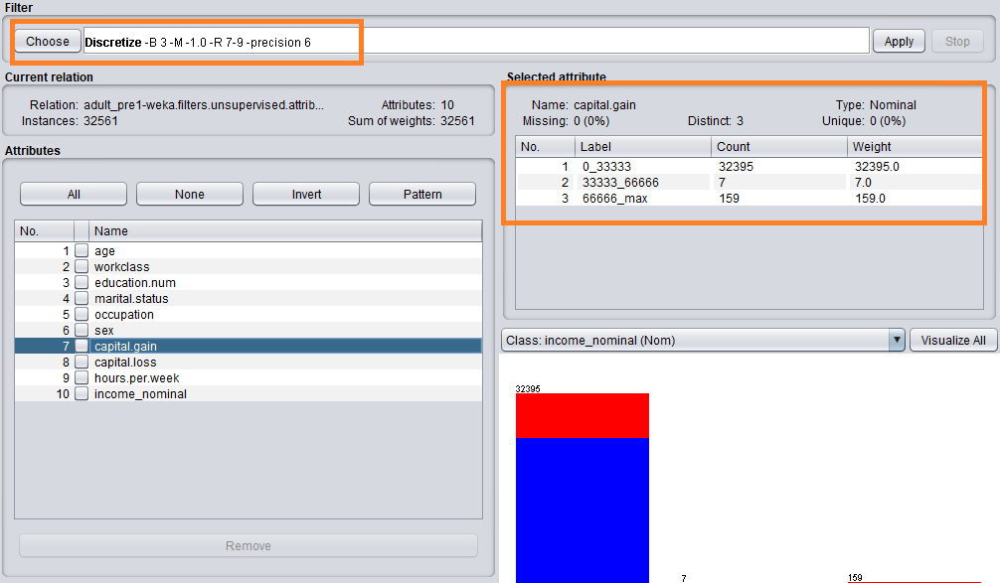 Filter
Choose Discretize -B 3 -M -1.0 -R 7-9 -precision 6 Apply Stop
Current relation
Relation: adult_pre1-weka.filters.unsupervised.attrib... Attributes: 10
Instances: 32561 Sum of weights: 32561
Attributes
All None Invert Pattern
No. Name
1 age
2 workclass
3 education.num
4 marital.status
5 occupation
6 sex
7 capital.gain
8 capital.loss
9 hours.per.week
10 income_nominal
Remove
Selected attribute
Name: capital.gain Type: Nominal
Missing: 0 (0%) Distinct: 3 Unique: 0 (0%)
No. Label Count Weight
1 0_33333 32395 32395.0
2 33333_66666 7 7.0
3 66666_max 159 159.0
Class: income_nominal (Nom) Visualize All
32395
7
159